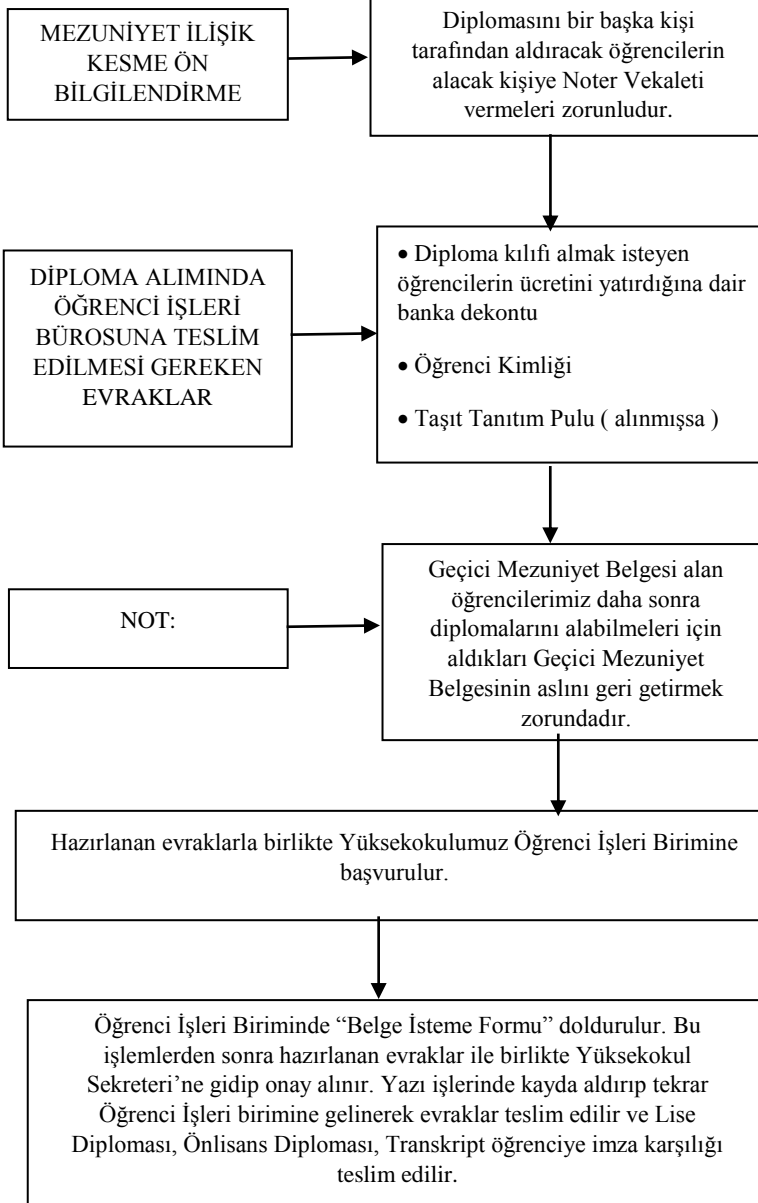 MEZUNİYET İLİŞİK
KESME ÖN
BİLGİLENDİRME
Diplomasını bir başka kişi
tarafından aldıracak öğrencilerin
alacak kişiye Noter Vekaleti
vermeleri zorunludur.
DİPLOMA ALIMINDA
ÖĞRENCİ İŞLERİ
BÜROSUNA TESLİM
EDİLMESİ GEREKEN
EVRAKLAR
• Diploma kılıfı almak isteyen
öğrencilerin ücretini yatırdığına dair
banka dekontu
• Öğrenci Kimliği
• Taşıt Tanıtım Pulu ( alınmışsa )
NOT:
Geçici Mezuniyet Belgesi alan
öğrencilerimiz daha sonra
diplomalarını alabilmeleri için
aldıkları Geçici Mezuniyet
Belgesinin aslını geri getirmek
zorundadır.
Hazırlanan evraklarla birlikte Yüksekokulumuz Öğrenci İşleri Birimine
başvurulur.
Öğrenci İşleri Biriminde “Belge İsteme Formu” doldurulur. Bu
işlemlerden sonra hazırlanan evraklar ile birlikte Yüksekokul
Sekreteri’ne gidip onay alınır. Yazı işlerinde kayda aldırıp tekrar
Öğrenci İşleri birimine gelinerek evraklar teslim edilir ve Lise
Diploması, Önlisans Diploması, Transkript öğrenciye imza karşılığı
teslim edilir.